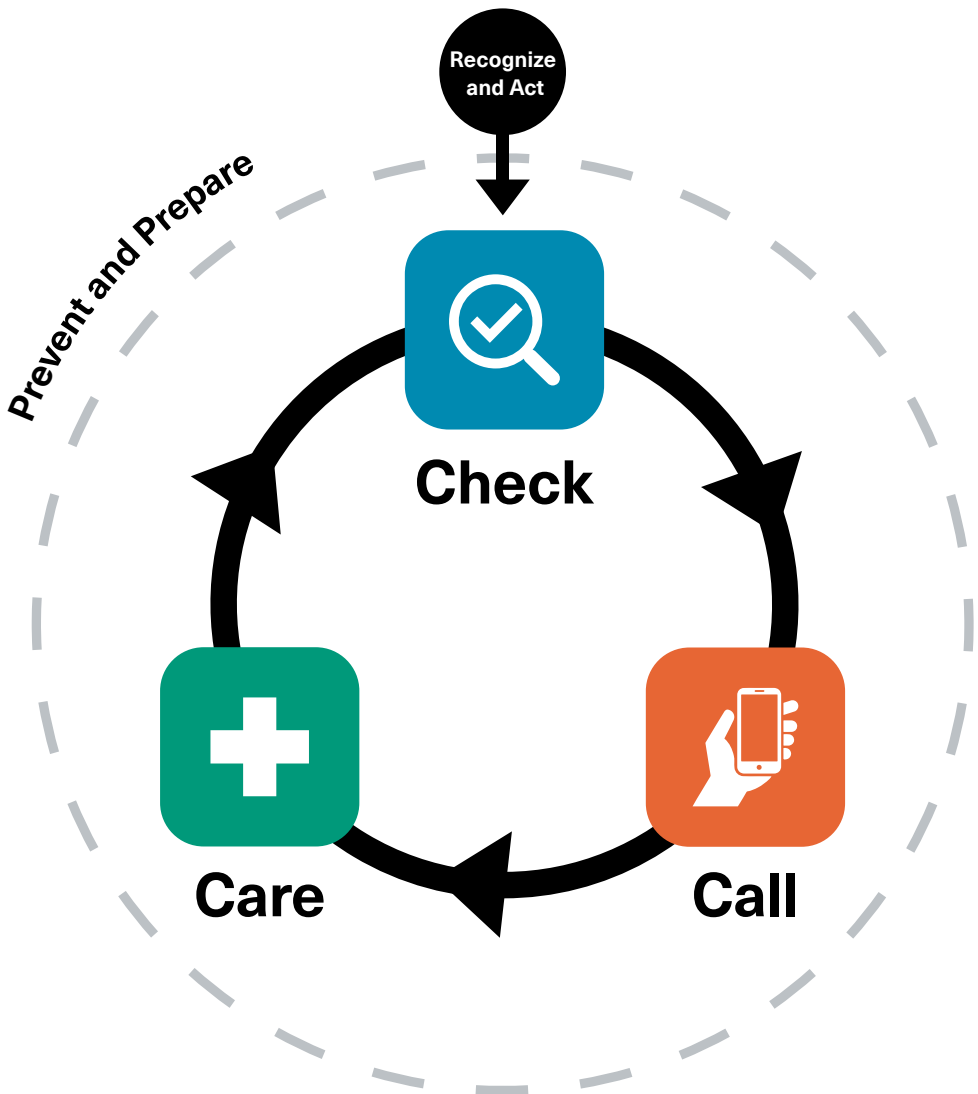 Recognize
and Act
Prevent and Prepare
Check
Care
Call